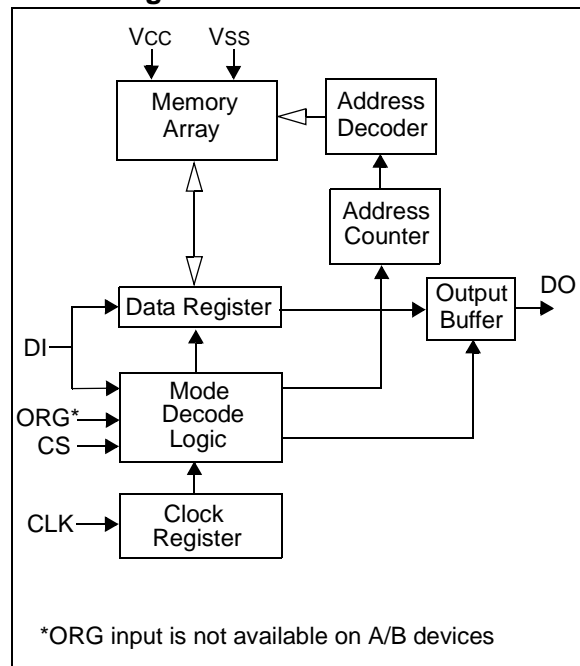 VCC VSS
Memory
Array
Address
Decoder
Address
Counter
Data Register
Output
Buffer
DO
DI
Mode
Decode
Logic
ORG*
CS
CLK
Clock
Register
*ORG input is not available on A/B devices